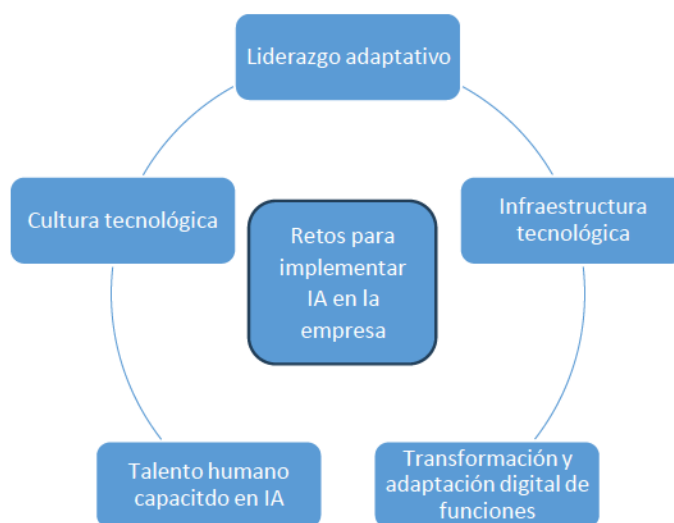 Liderazgo adaptativo
Cultura tecnológica
Infraestructura
tecnológica
Retos para
implementar
IA en la
empresa
Talento humano
capacitdo en IA
Transformación y
adaptación digital de
funciones